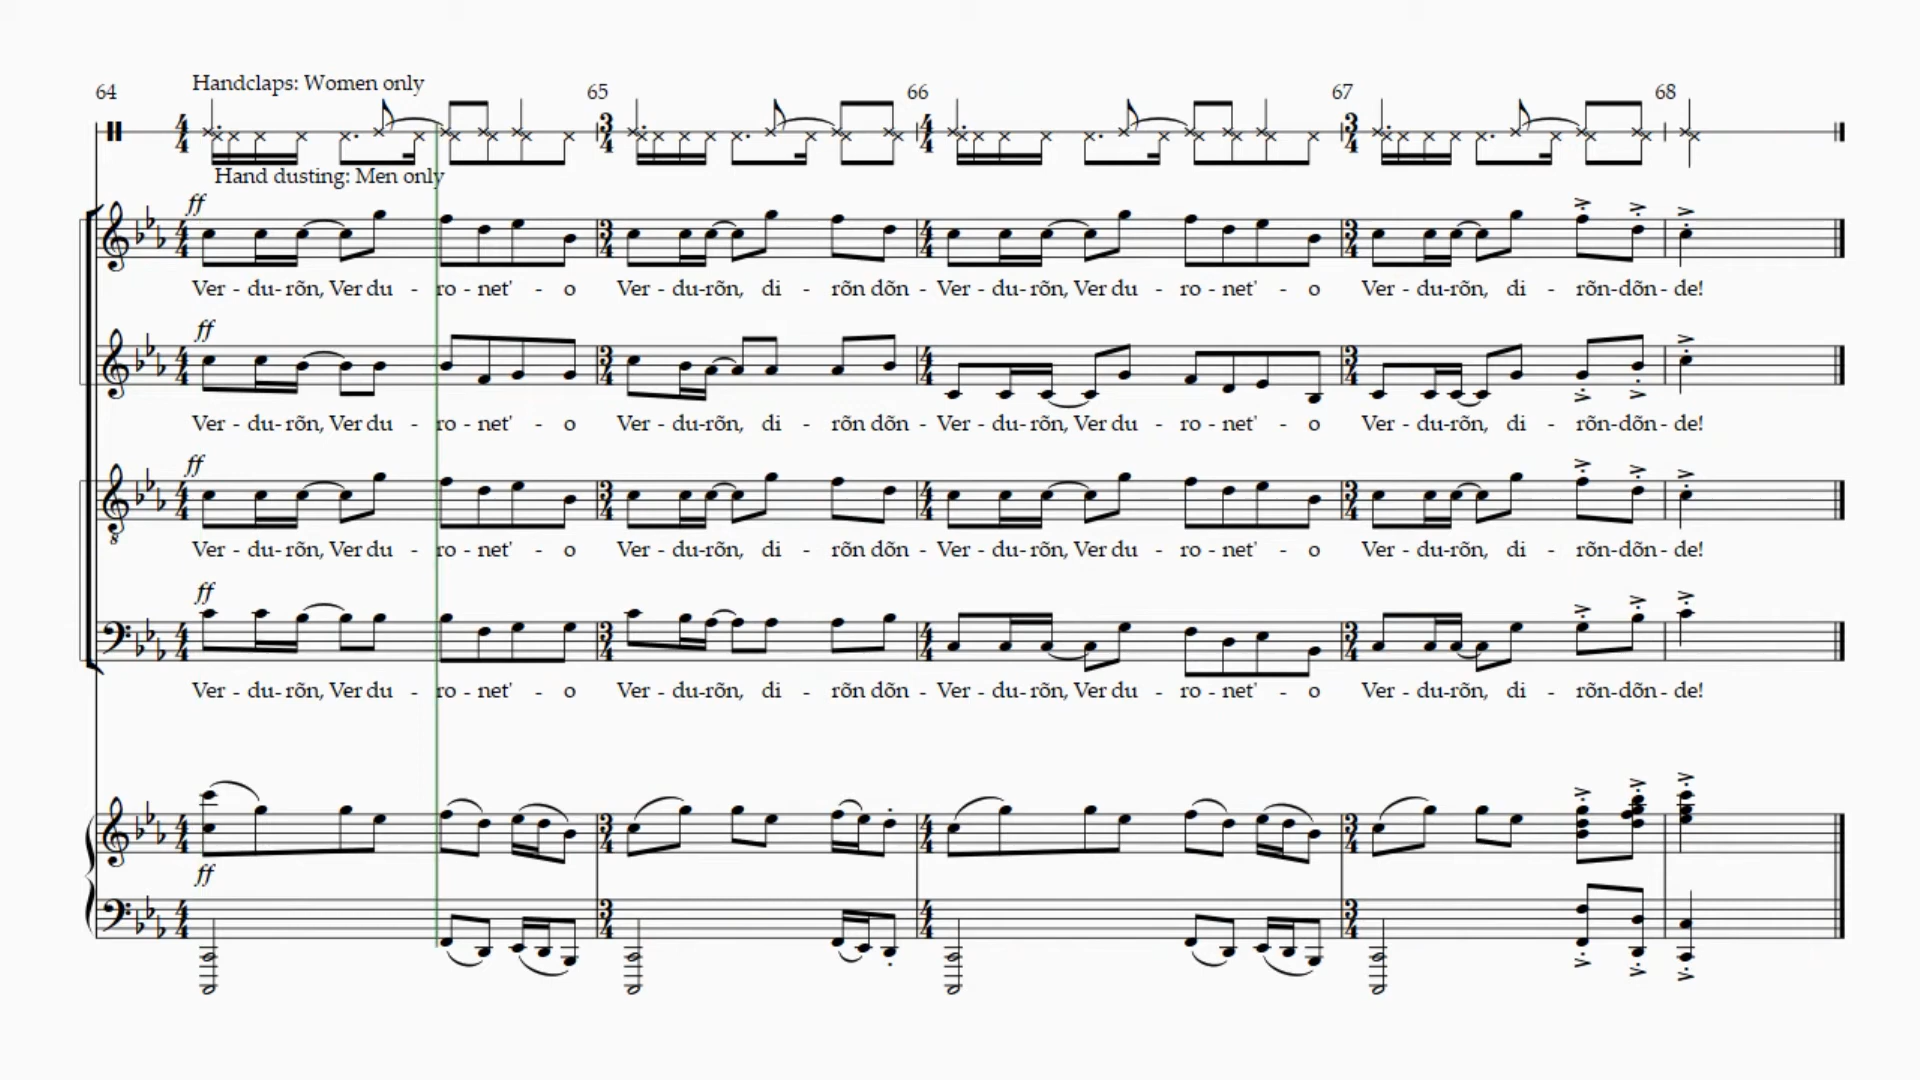 Handclaps: Women only
64 65 66 67 68
Hand dusting: Men only
ff
Ver - du - rõn, Ver du - ro - net' - o Ver - du - rõn, di - rõn dõn - Ver - du - rõn, Ver du - ro - net' - o Ver - du - rõn, di - rõn - dõn - de!
ff
Ver - du - rõn, Ver du - ro - net' - o Ver - du - rõn, di - rõn dõn - Ver - du - rõn, Ver du - ro - net' - o Ver - du - rõn, di - rõn - dõn - de!
ff
Ver - du - rõn, Ver du - ro - net' - o Ver - du - rõn, di - rõn dõn - Ver - du - rõn, Ver du - ro - net' - o Ver - du - rõn, di - rõn - dõn - de!
ff
Ver - du - rõn, Ver du - ro - net' - o Ver - du - rõn, di - rõn dõn - Ver - du - rõn, Ver du - ro - net' - o Ver - du - rõn, di - rõn - dõn - de!
ff